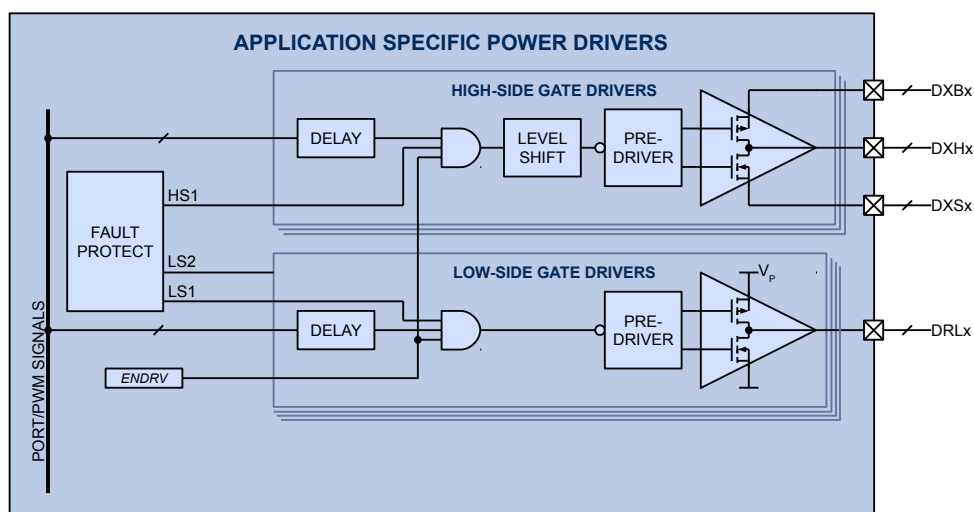 APPLICATION SPECIFIC POWER DRIVERS
HIGH-SIDE GATE DRIVERS
DXBx
DELAY
LEVEL
SHIFT
PRE-
DRIVER
DXHx
HS1
DXSx
FAULT
PROTECT
LS2
LOW-SIDE GATE DRIVERS
VP
LS1
DELAY
PRE-
DRIVER
DRLx
ENDRV
PORT/PWM SIGNALS